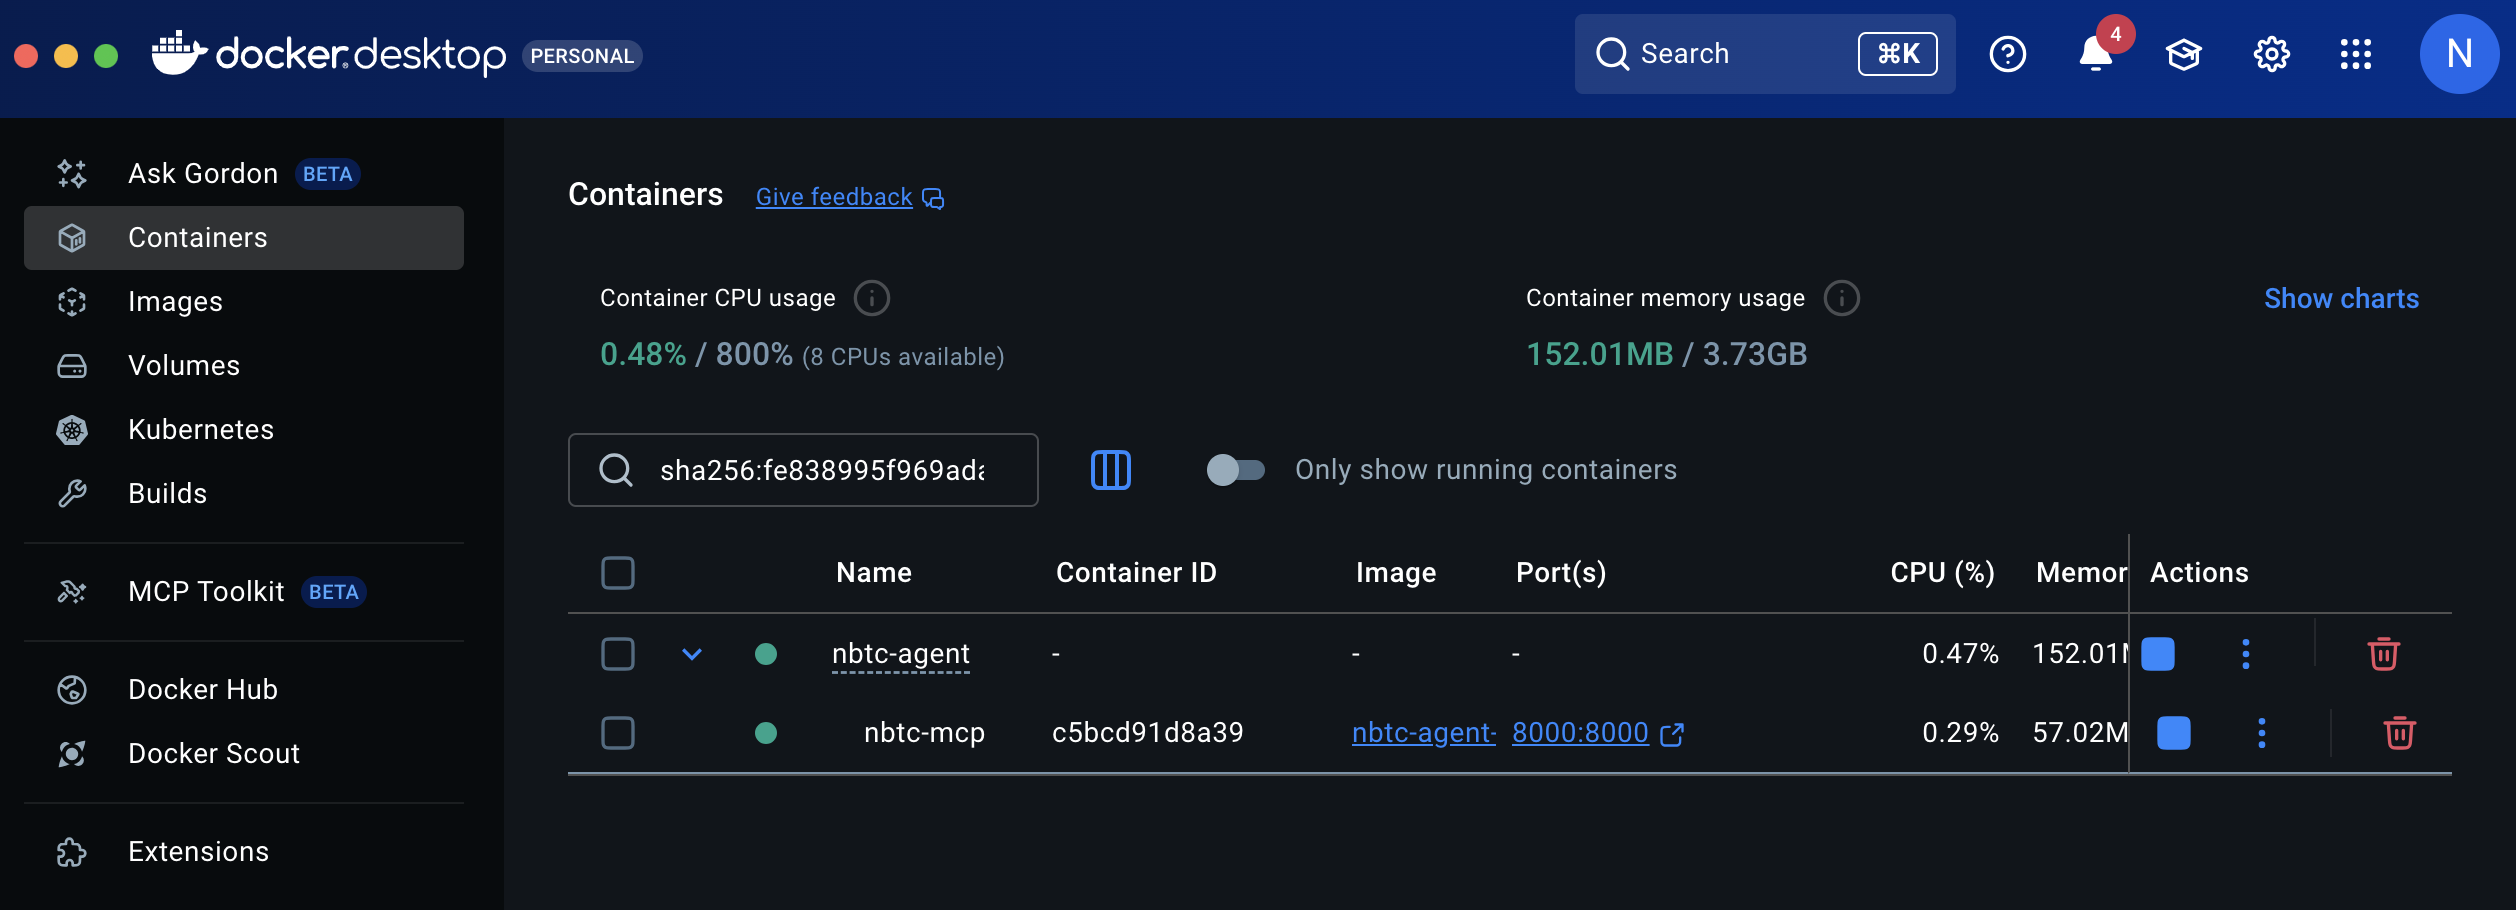 docker desktop PERSONAL
Search ⌘K
4
N
Ask Gordon BETA
Containers
Images
Volumes
Kubernetes
Builds
MCP Toolkit BETA
Docker Hub
Docker Scout
Extensions
Containers Give feedback
Container CPU usage
0.48% / 800% (8 CPUs available)
Container memory usage
152.01MB / 3.73GB
Show charts
sha256:fe838995f969ada
Only show running containers
Name Container ID Image Port(s) CPU (%) Memor Actions
nbtc-agent - - - 0.47% 152.01M
nbtc-mcp c5bcd91d8a39 nbtc-agent- 8000:8000 0.29% 57.02M